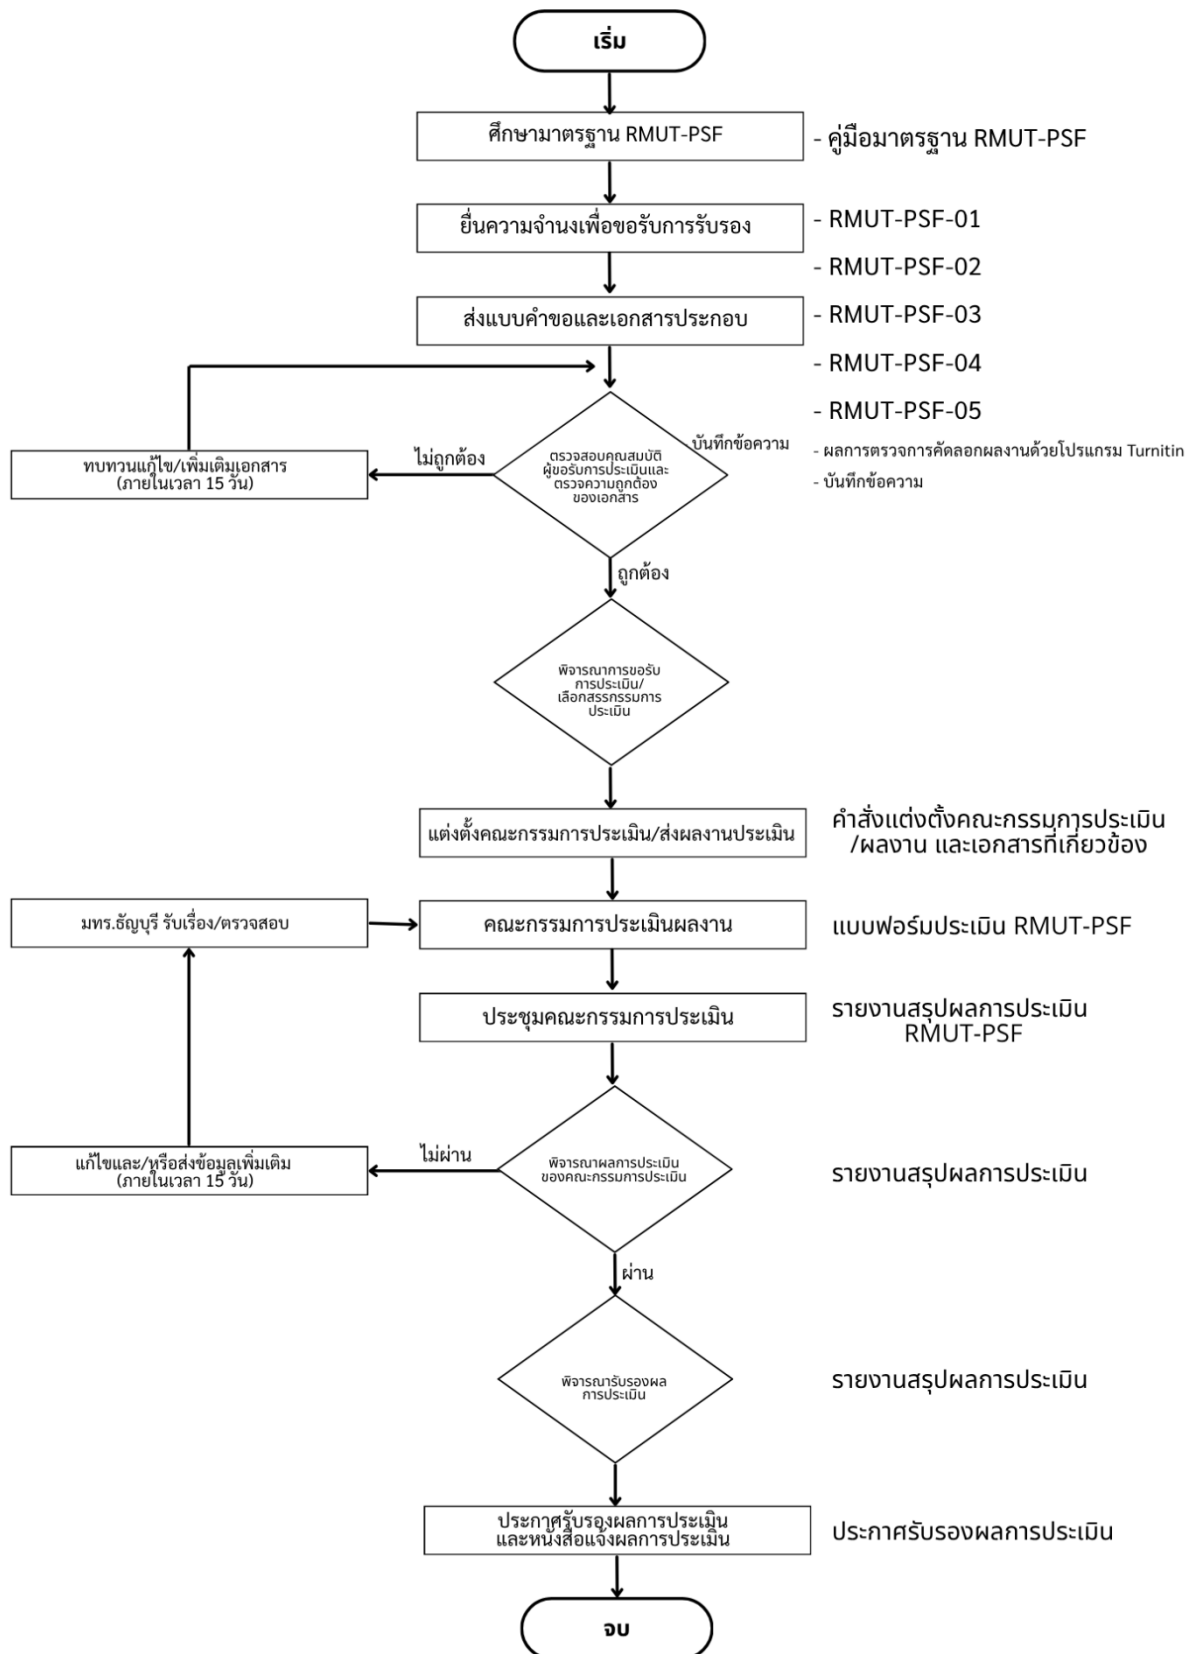 เริ่ม
ศึกษามาตรฐาน RMUT-PSF
- คู่มือมาตรฐาน RMUT-PSF
ยื่นความจำนงเพื่อขอรับการรับรอง
- RMUT-PSF-01
- RMUT-PSF-02
ส่งแบบคำขอและเอกสารประกอบ
- RMUT-PSF-03
- RMUT-PSF-04
- RMUT-PSF-05
บันทึกข้อความ
- ผลการตรวจการคัดลอกผลงานด้วยโปรแกรม Turnitin
- บันทึกข้อความ
ตรวจสอบคุณสมบัติ
ผู้ขอรับการประเมินและ
ตรวจความถูกต้อง
ของเอกสาร
ไม่ถูกต้อง
ทบทวนแก้ไข/เพิ่มเติมเอกสาร
(ภายในเวลา 15 วัน)
ถูกต้อง
พิจารณาการขอรับ
การประเมิน/
เลือกสรรกรรมการ
ประเมิน
แต่งตั้งคณะกรรมการประเมิน/ส่งผลงานประเมิน
คำสั่งแต่งตั้งคณะกรรมการประเมิน
/ผลงาน และเอกสารที่เกี่ยวข้อง
มทร.ธัญบุรี รับเรื่อง/ตรวจสอบ
คณะกรรมการประเมินผลงาน
แบบฟอร์มประเมิน RMUT-PSF
ประชุมคณะกรรมการประเมิน
รายงานสรุปผลการประเมิน
RMUT-PSF
พิจารณาผลการประเมิน
ของคณะกรรมการประเมิน
ไม่ผ่าน
แก้ไขและ/หรือส่งข้อมูลเพิ่มเติม
(ภายในเวลา 15 วัน)
รายงานสรุปผลการประเมิน
ผ่าน
พิจารณารับรองผล
การประเมิน
รายงานสรุปผลการประเมิน
ประกาศรับรองผลการประเมิน
และหนังสือแจ้งผลการประเมิน
ประกาศรับรองผลการประเมิน
จบ